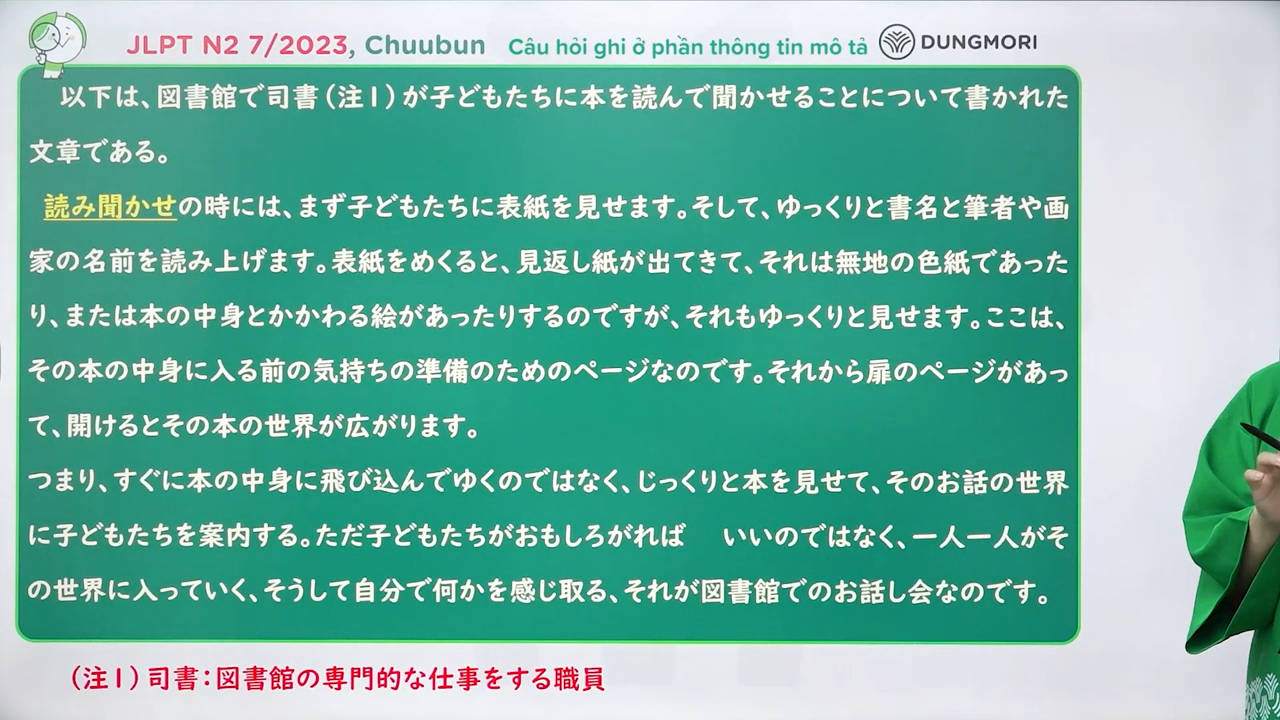 JLPT N2 7/2023, Chuubun Câu hỏi ghi ở phần thông tin mô tả DUNGMORI
以下は、図書館で司書(注1)が子どもたちに本を読んで聞かせることについて書かれた
文章である。
読み聞かせの時には、まず子どもたちに表紙を見せます。そして、ゆっくりと書名と筆者や画
家の名前を読み上げます。表紙をめくると、見返し紙が出てきて、それは無地の色紙であった
り、または本の中身とかかわる絵があったりするのですが、それもゆっくりと見せます。ここは、
その本の中身に入る前の気持ちの準備のためのページなのです。それから扉のページがあっ
て、開けるとその本の世界が広がります。
つまり、すぐに本の中身に飛び込んでゆくのではなく、じっくりと本を見せて、そのお話の世界
に子どもたちを案内する。ただ子どもたちがおもしろがれば いいのではなく、一人一人がそ
の世界に入っていく、そうして自分で何かを感じ取る、それが図書館でのお話し会なのです。
(注1)司書:図書館の専門的な仕事をする職員